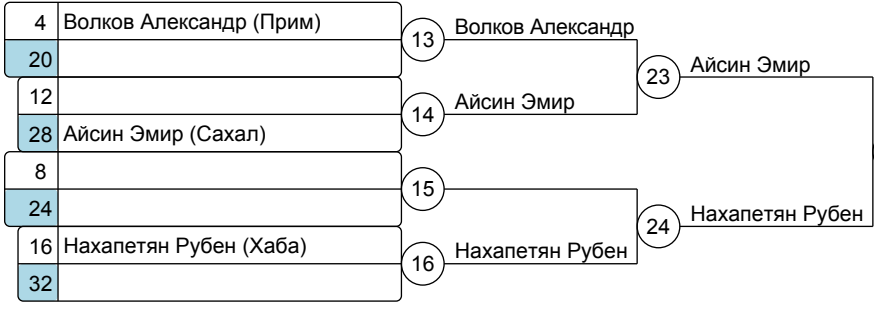 4 Волков Александр (Прим)
20
12
28 Айсин Эмир (Сахал)
8
24
16 Нахапетян Рубен (Хаба)
32
13 Волков Александр
14 Айсин Эмир
15
16 Нахапетян Рубен
23 Айсин Эмир
24 Нахапетян Рубен